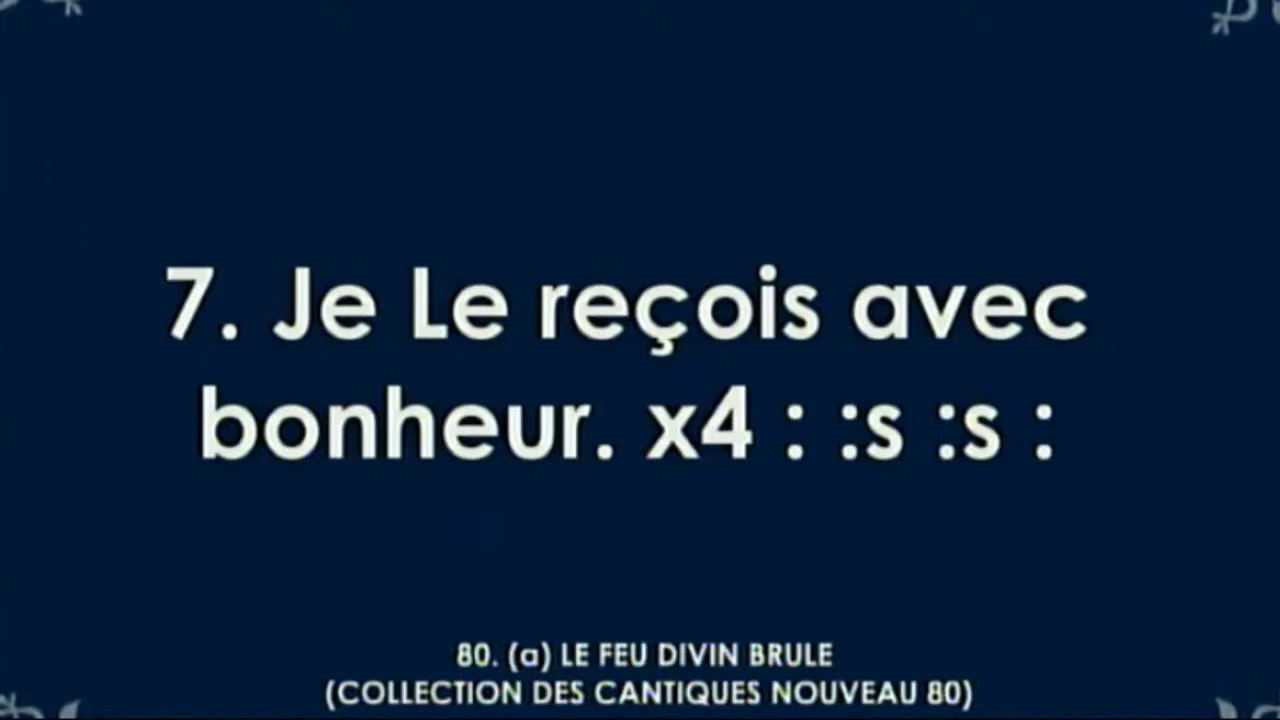 7. Je Le reçois avec
bonheur. x4 : :s :s :
80. (a) LE FEU DIVIN BRULE
(COLLECTION DES CANTIQUES NOUVEAU 80)